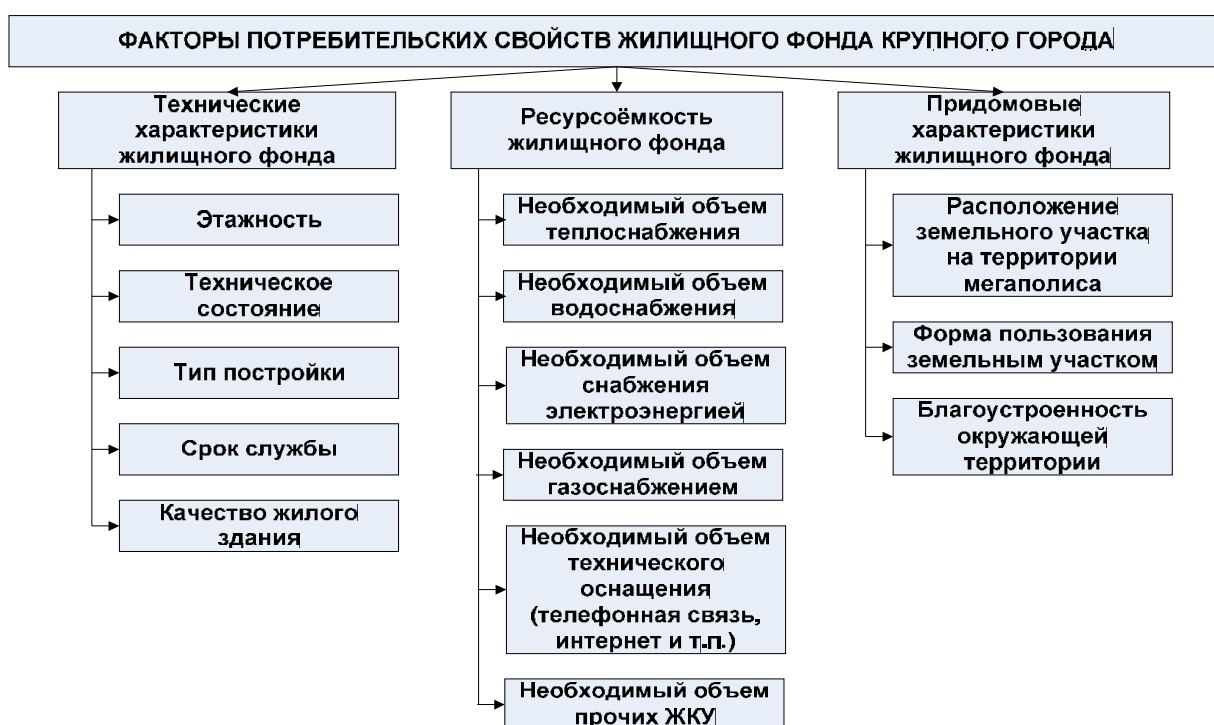 ФАКТОРЫ ПОТРЕБИТЕЛЬСКИХ СВОЙСТВ ЖИЛИЩНОГО ФОНДА КРУПНОГО ГОРОДА
Технические
характеристики
жилищного фонда
Этажность
Техническое
состояние
Тип постройки
Срок службы
Качество жилого
здания
Ресурсоёмкость
жилищного фонда
Необходимый объем
теплоснабжения
Необходимый объем
водоснабжения
Необходимый объем
снабжения
электроэнергией
Необходимый объем
газоснабжением
Необходимый объем
технического
оснащения
(телефонная связь,
интернет и т.п.)
Необходимый объем
прочих ЖКУ
Придомовые
характеристики
жилищного фонда
Расположение
земельного участка
на территории
мегаполиса
Форма пользования
земельным участком
Благоустроенность
окружающей
территории